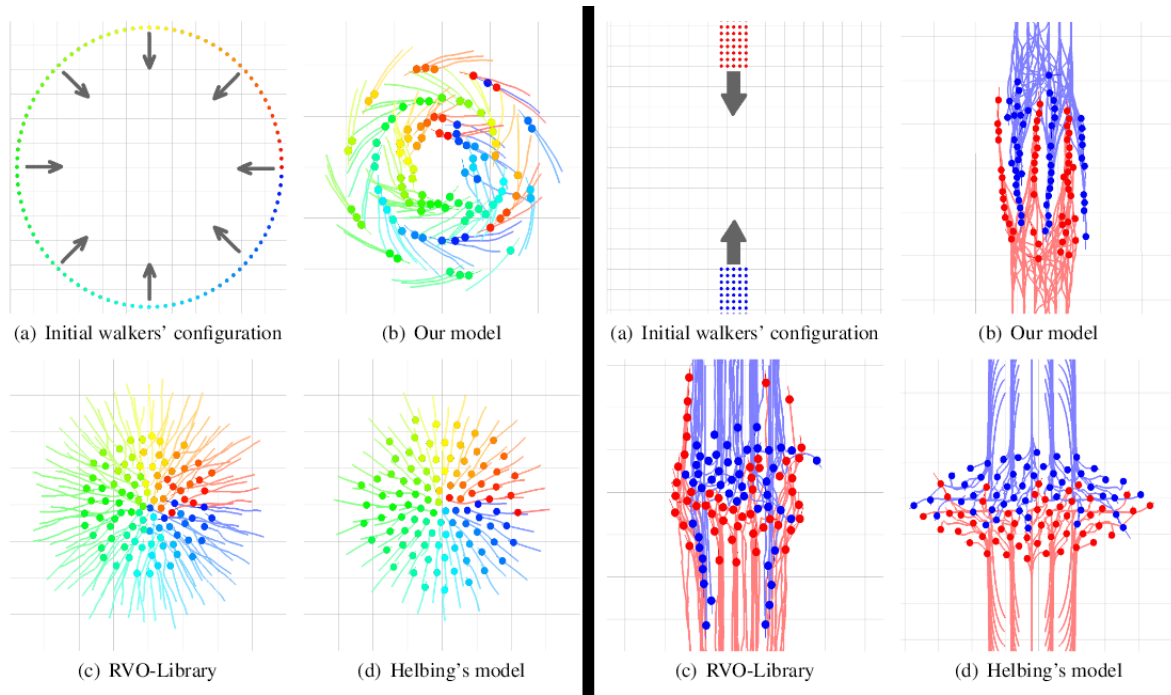 (a) Initial walkers' configuration
(b) Our model
(c) RVO-Library
(d) Helbing's model
(a) Initial walkers' configuration
(b) Our model
(c) RVO-Library
(d) Helbing's model